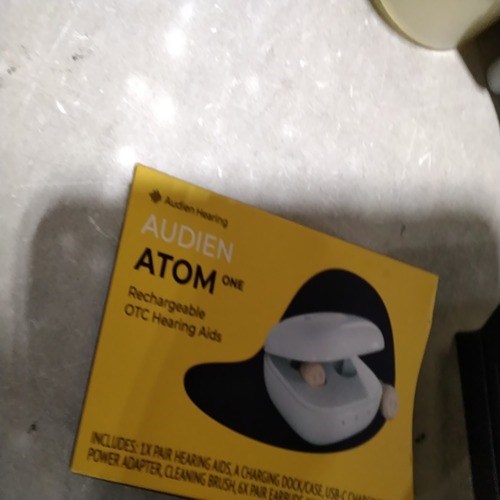 Audien Hearing
AUDIEN
ATOM ONE
Rechargeable
OTC Hearing Aids
INCLUDES: 1X PAIR HEARING AIDS, A CHARGING DOCK/CASE, USB-C
POWER ADAPTER, CLEANING BRUSH, 6X PAIR